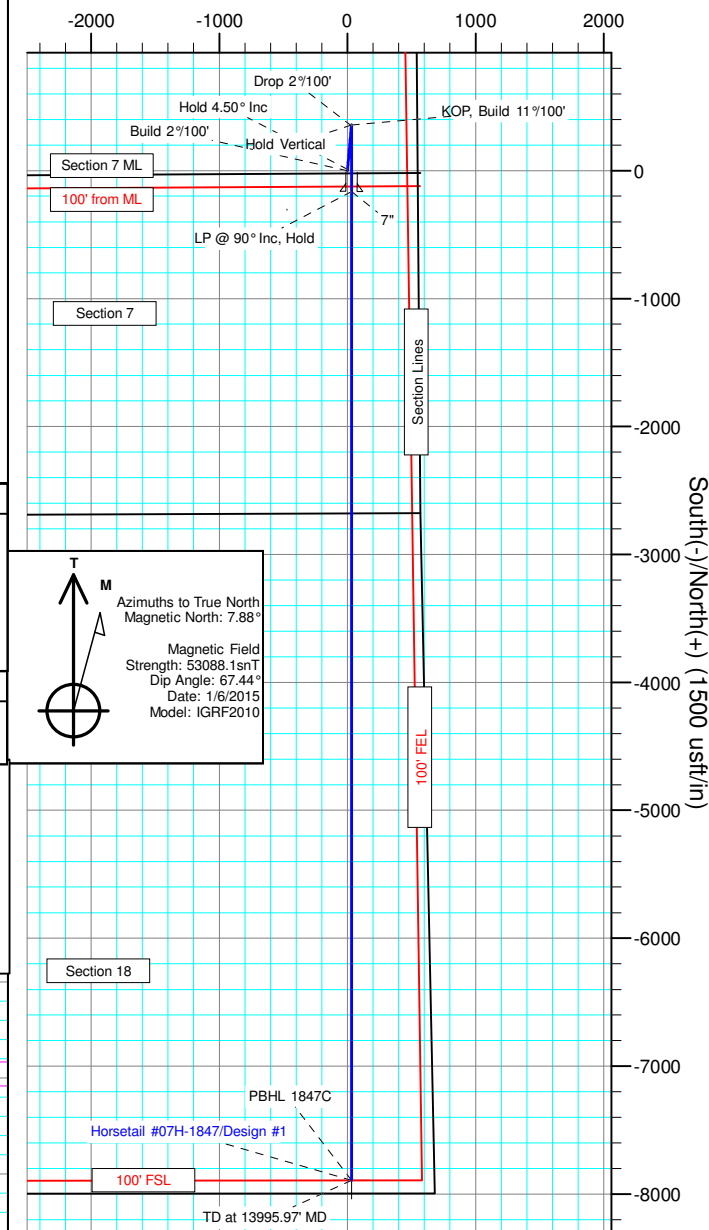 -2000 -1000 0 1000 2000
Drop 2°/100'
Hold 4.50° Inc
KOP, Build 11°/100'
Build 2°/100'
Hold Vertical
Section 7 ML
0
100' from ML
7"
LP @ 90° Inc, Hold
-1000
Section 7
Section Lines
-2000
South(-)/North(+) (1500 usft/in)
-3000
T
M
Azimuths to True North
Magnetic North: 7.88°
Magnetic Field
Strength: 53088.1snT
Dip Angle: 67.44°
Date: 1/6/2015
Model: IGRF2010
-4000
100' FEL
-5000
-6000
Section 18
-7000
PBHL 1847C
Horsetail #07H-1847/Design #1
100' FSL
-8000
TD at 13995.97' MD